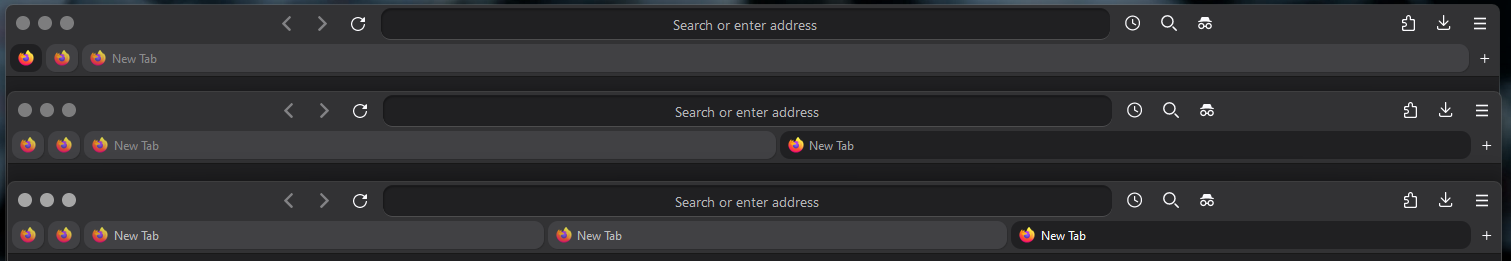 Search or enter address
New Tab
Search or enter address
New Tab New Tab
Search or enter address
New Tab New Tab New Tab